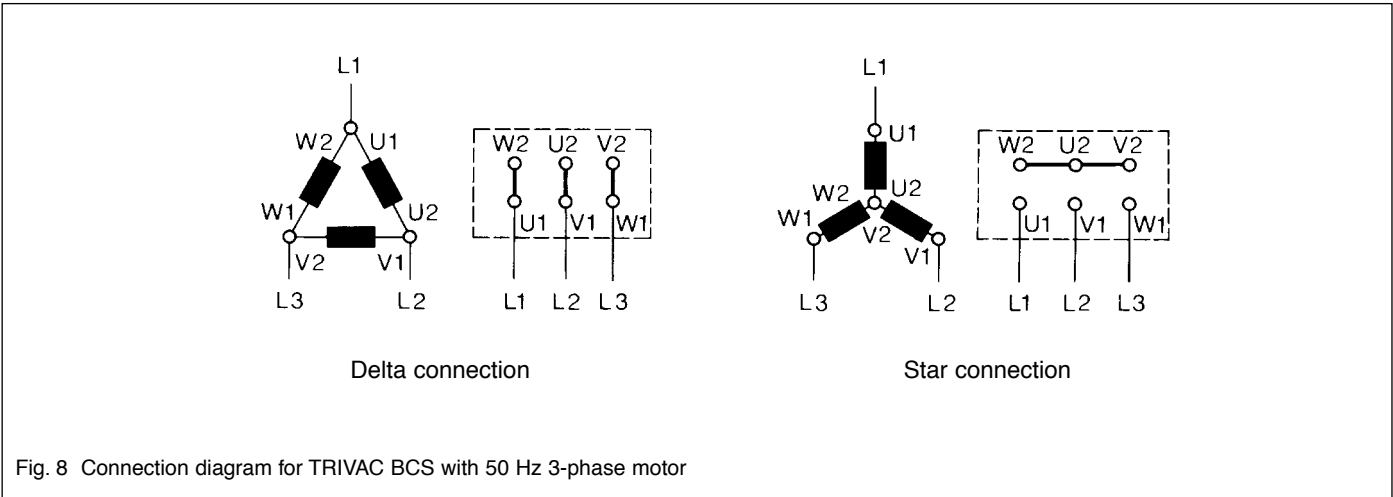 L1
W2 U1
W1 U2
V2 V1
L3 L2
W2 U2 V2
U1 V1 W1
L1 L2 L3
Delta connection
L1
U1
W2 U2
W1
V2 V1
L3 L2
W2 U2 V2
U1 V1 W1
L1 L2 L3
Star connection
Fig. 8 Connection diagram for TRIVAC BCS with 50 Hz 3-phase motor